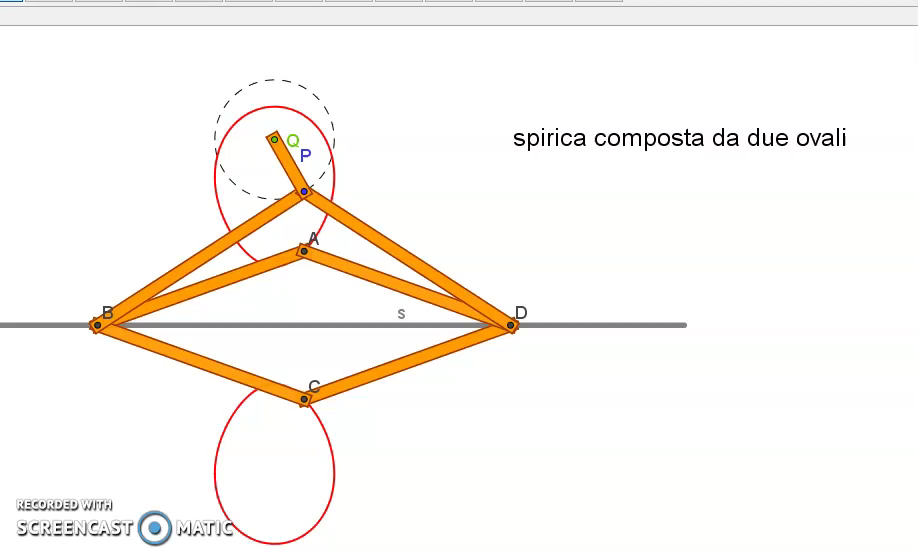 spirica composta da due ovali
Q
P
A
B
s
D
C
RECORDED WITH
SCREENCAST MATIC